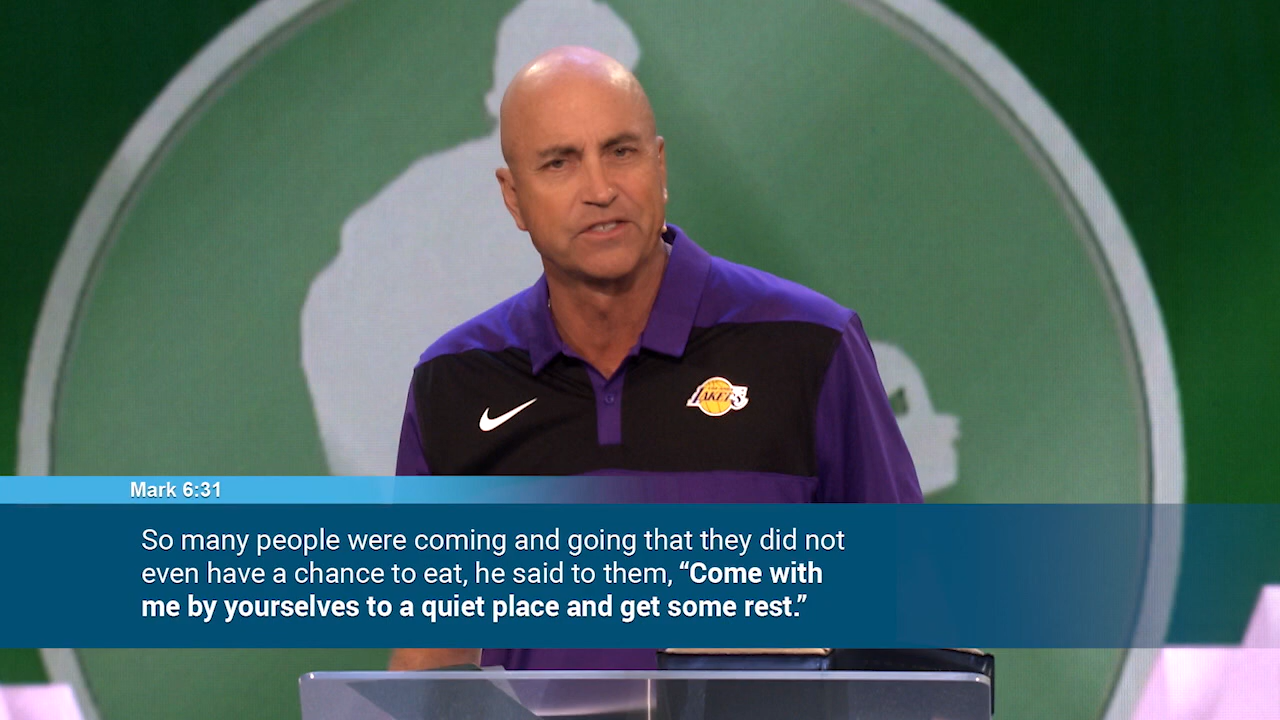 LAKERS
Mark 6:31
So many people were coming and going that they did not
even have a chance to eat, he said to them, “Come with
me by yourselves to a quiet place and get some rest.”